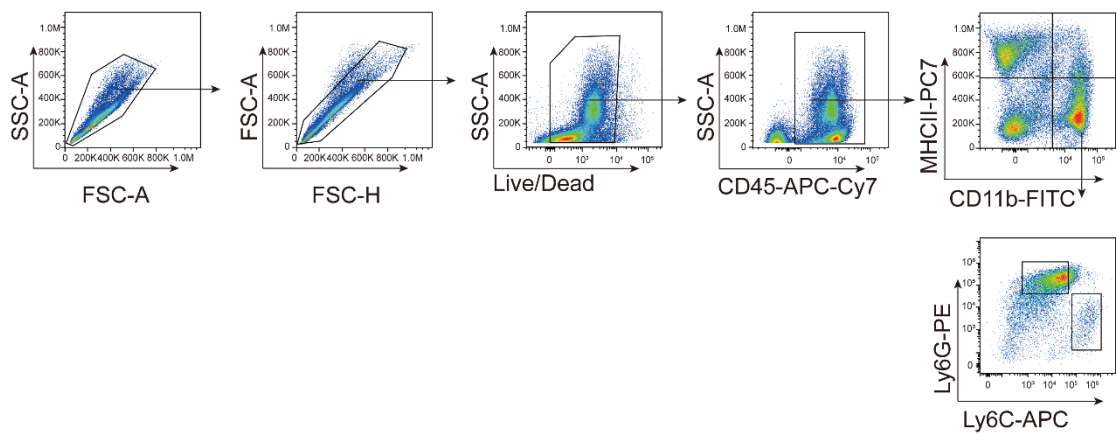 1.0M
800K
600K
400K
200K
0
0 200K 400K 600K 800K 1.0M
SSC-A
FSC-A
1.0M
800K
600K
400K
200K
0
0 200K 400K 600K 800K 1.0M
FSC-A
FSC-H
1.0M
800K
600K
400K
200K
0
0 10⁴ 10⁵ 10⁶
SSC-A
Live/Dead
1.0M
800K
600K
400K
200K
0
0 10⁴ 10⁵
SSC-A
CD45-APC-Cy7
1.0M
800K
600K
400K
200K
0
0 10⁴ 10⁵
MHCII-PC7
CD11b-FITC
10⁶
10⁵
10⁴
10³
0
0 10³ 10⁴ 10⁵ 10⁶
Ly6G-PE
Ly6C-APC